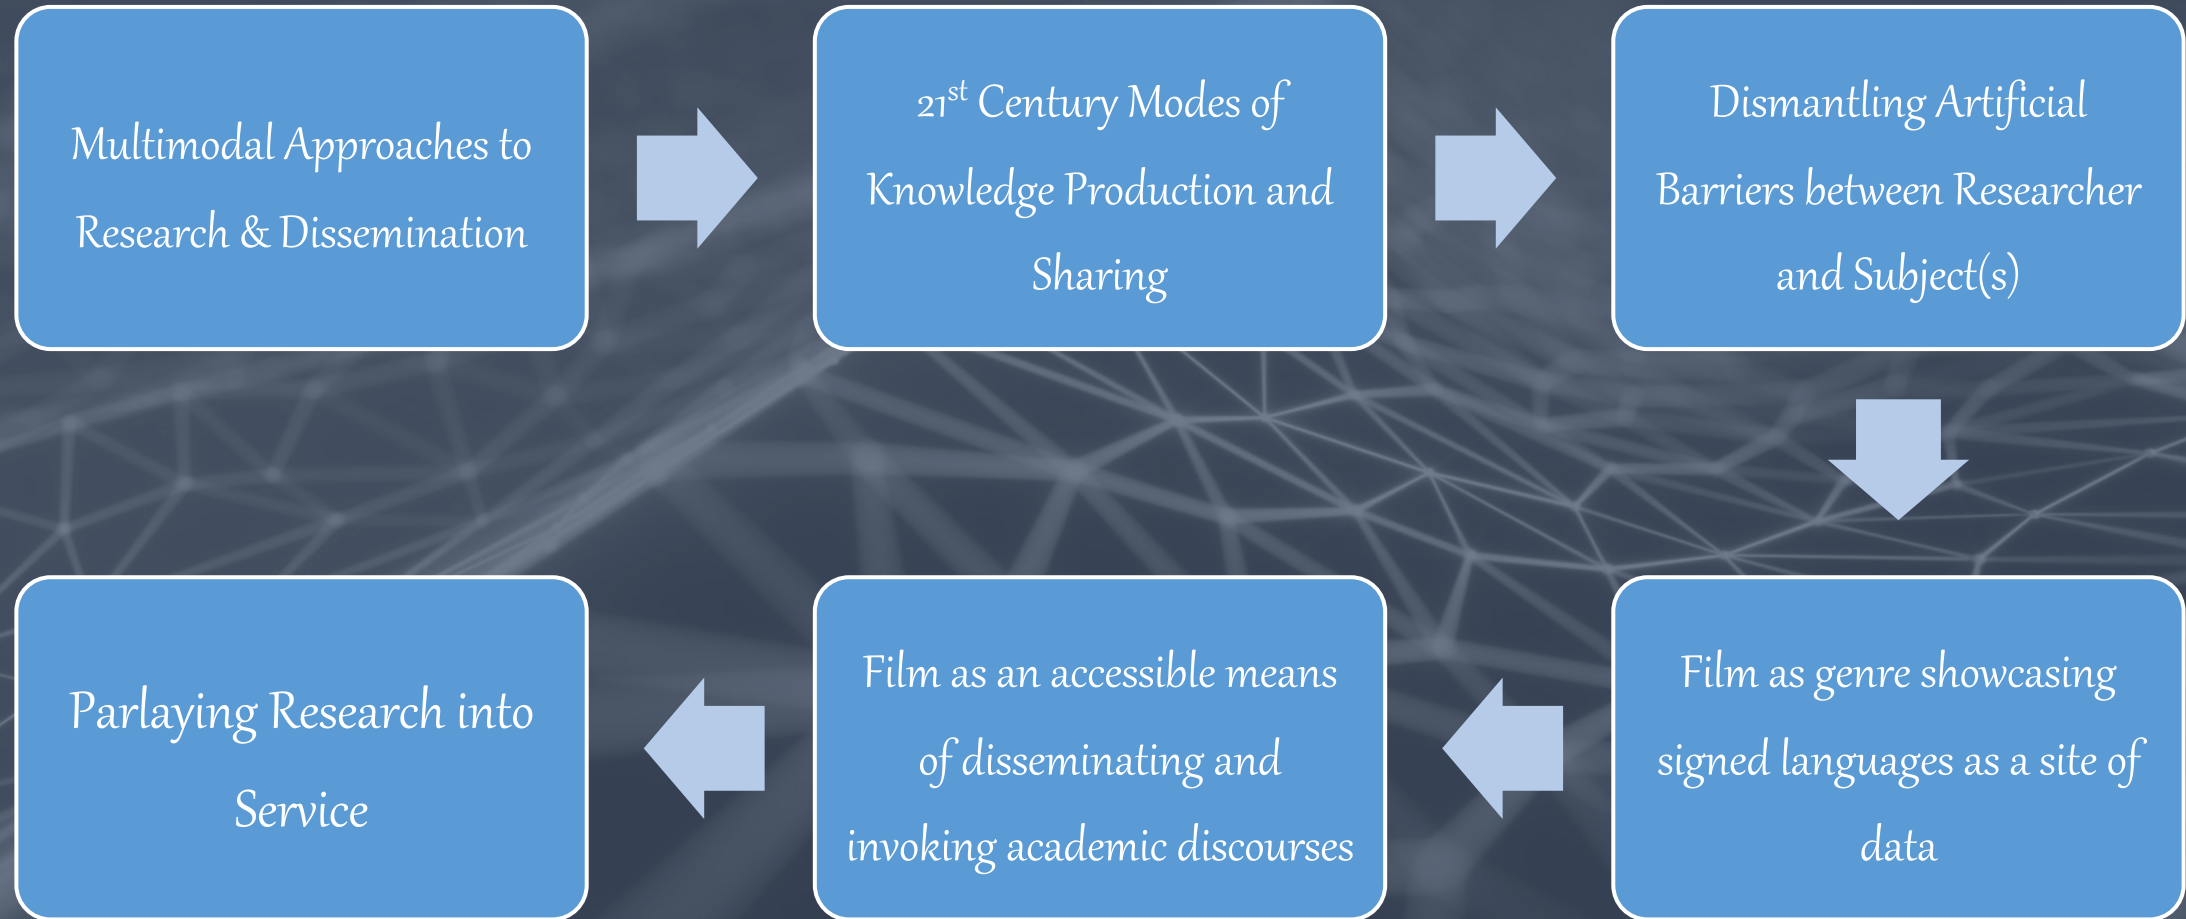 Multimodal Approaches to
Research & Dissemination
21st Century Modes of
Knowledge Production and
Sharing
Dismantling Artificial
Barriers between Researcher
and Subject(s)
Film as genre showcasing
signed languages as a site of
data
Film as an accessible means
of disseminating and
invoking academic discourses
Parlaying Research into
Service